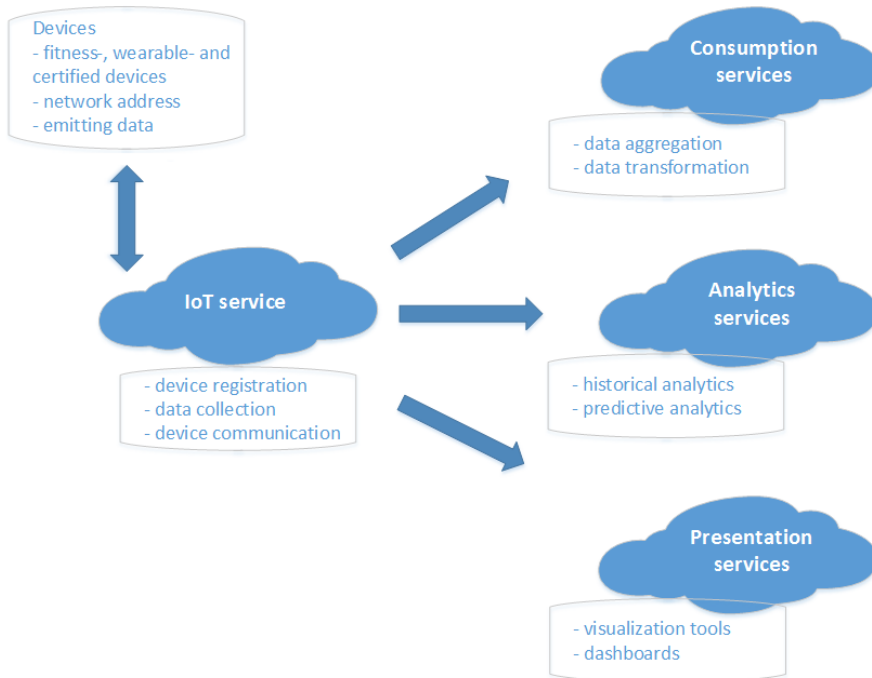 Devices
- fitness-, wearable- and
certified devices
- network address
- emitting data
Consumption
services
- data aggregation
- data transformation
IoT service
- device registration
- data collection
- device communication
Analytics
services
- historical analytics
- predictive analytics
Presentation
services
- visualization tools
- dashboards